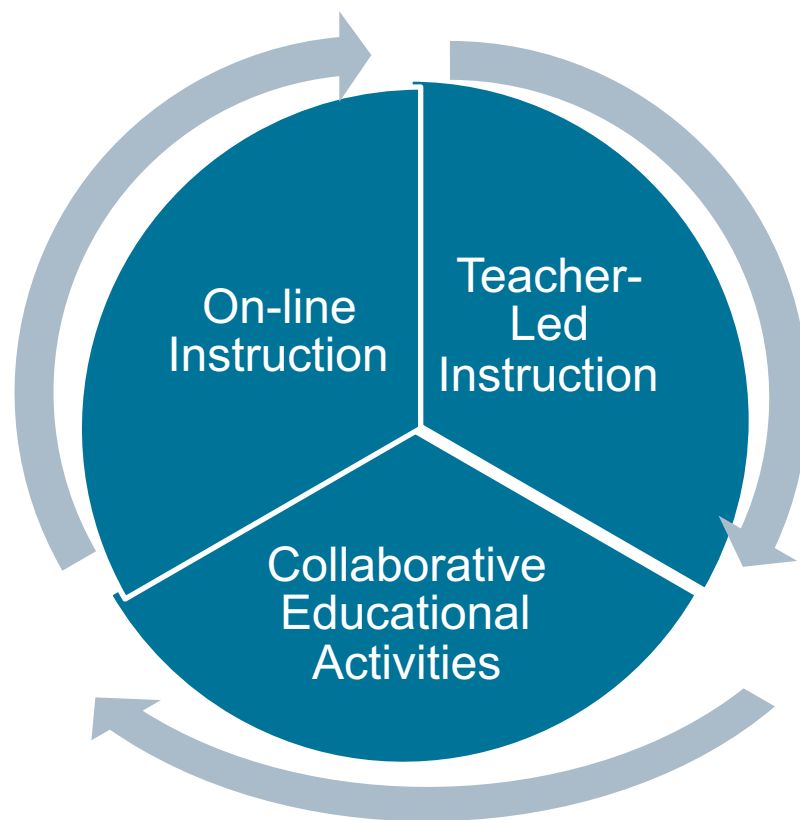 On-line
Instruction
Teacher-
Led
Instruction
Collaborative
Educational
Activities